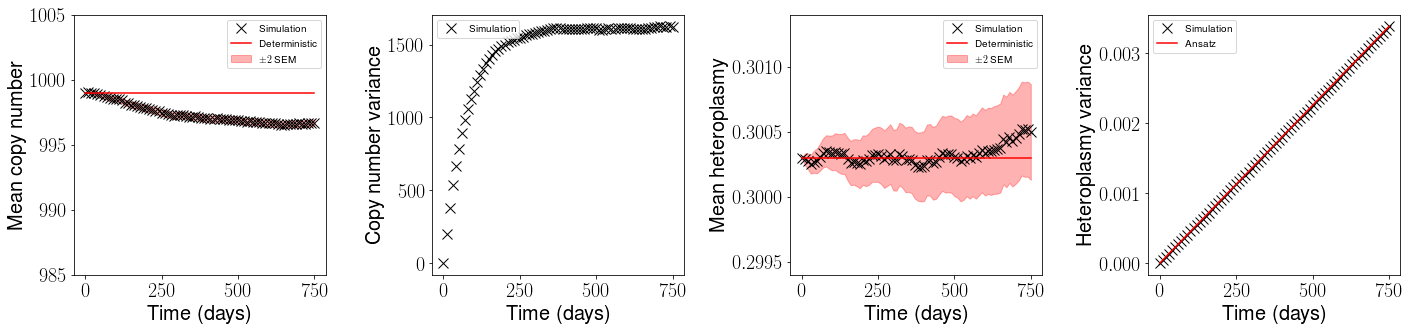 Mean copy number
1005
1000
995
990
985
0
250
500
750
Time (days)
Simulation
Deterministic
±2 SEM
Copy number variance
1500
1000
500
0
0
250
500
750
Time (days)
Simulation
Mean heteroplasmy
0.3010
0.3005
0.3000
0.2995
0
250
500
750
Time (days)
Simulation
Deterministic
±2 SEM
Heteroplasmy variance
0.003
0.002
0.001
0.000
0
250
500
750
Time (days)
Simulation
Ansatz